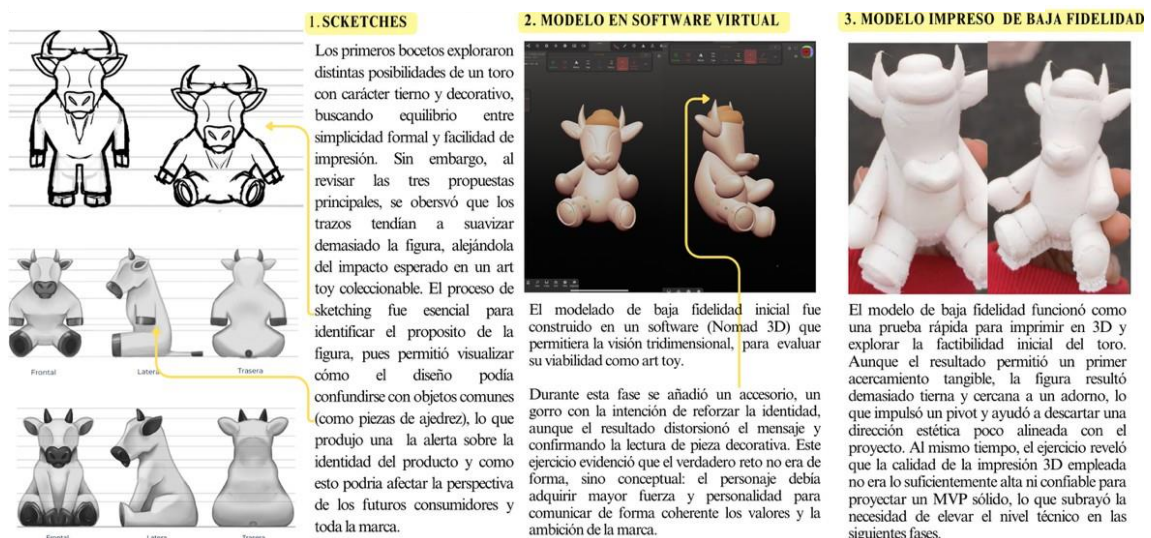 1. SCKETCHES
Los primeros bocetos exploraron
distintas posibilidades de un toro
con carácter tierno y decorativo,
buscando equilibrio entre
simplicidad formal y facilidad de
impresión. Sin embargo, al
revisar las tres propuestas
principales, se obersvó que los
trazos tendían a suavizar
demasiado la figura, alejándola
del impacto esperado en un art
toy coleccionable. El proceso de
sketching fue esencial para
identificar el proposito de la
figura, pues permitió visualizar
cómo el diseño podía
confundirse con objetos comunes
(como piezas de ajedrez), lo que
produjo una la alerta sobre la
identidad del producto y como
esto podria afectar la perspectiva
de los futuros consumidores y
toda la marca.
Frontal
Latera
Trasera
Frontal
Latera
Trasera
2. MODELO EN SOFTWARE VIRTUAL
El modelado de baja fidelidad inicial fue
construido en un software (Nomad 3D) que
permitiera la visión tridimensional, para evaluar
su viabilidad como art toy.
Durante esta fase se añadió un accesorio, un
gorro con la intención de reforzar la identidad,
aunque el resultado distorsionó el mensaje y
confirmando la lectura de pieza decorativa. Este
ejercicio evidenció que el verdadero reto no era de
forma, sino conceptual: el personaje debía
adquirir mayor fuerza y personalidad para
comunicar de forma coherente los valores y la
ambición de la marca.
3. MODELO IMPRESO DE BAJA FIDELIDAD
El modelo de baja fidelidad funcionó como
una prueba rápida para imprimir en 3D y
explorar la factibilidad inicial del toro.
Aunque el resultado permitió un primer
acercamiento tangible, la figura resultó
demasiado tierna y cercana a un adorno, lo
que impulsó un pivot y ayudó a descartar una
dirección estética poco alineada con el
proyecto. Al mismo tiempo, el ejercicio reveló
que la calidad de la impresión 3D empleada
no era lo suficientemente alta ni confiable para
proyectar un MVP sólido, lo que subrayó la
necesidad de elevar el nivel técnico en las
siguientes fases.